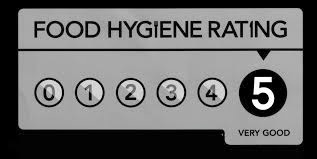 FOOD HYGIENE RATING
0 1 2 3 4 5
VERY GOOD